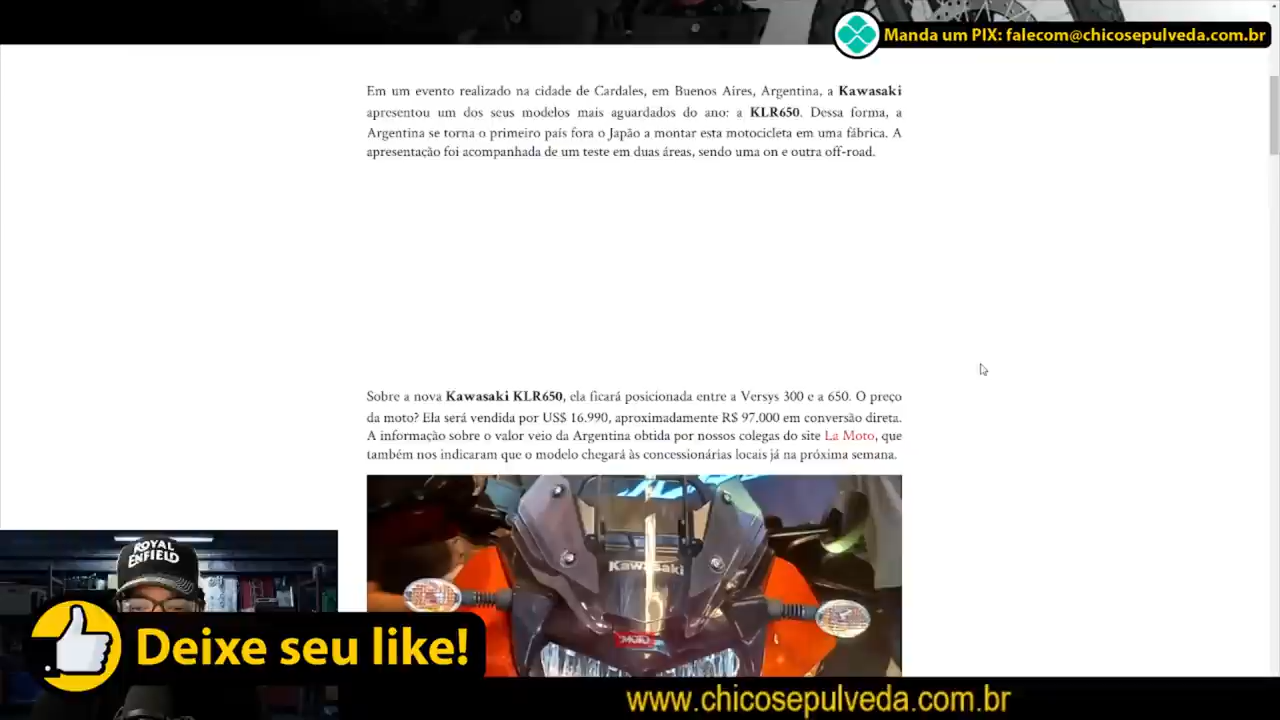 Manda um PIX: falecom@chicosepulveda.com.br
Em um evento realizado na cidade de Cardales, em Buenos Aires, Argentina, a Kawasaki
apresentou um dos seus modelos mais aguardados do ano: a KLR650. Dessa forma, a
Argentina se torna o primeiro país fora o Japão a montar esta motocicleta em uma fábrica. A
apresentação foi acompanhada de um teste em duas áreas, sendo uma on e outra off-road.
Sobre a nova Kawasaki KLR650, ela ficará posicionada entre a Versys 300 e a 650. O preço
da moto? Ela será vendida por US$ 16.990, aproximadamente R$ 97.000 em conversão direta.
A informação sobre o valor veio da Argentina obtida por nossos colegas do site La Moto, que
também nos indicaram que o modelo chegará às concessionárias locais já na próxima semana.
ROYAL
ENFIELD
Kawasaki
MOTO
Deixe seu like!
www.chicosepulveda.com.br